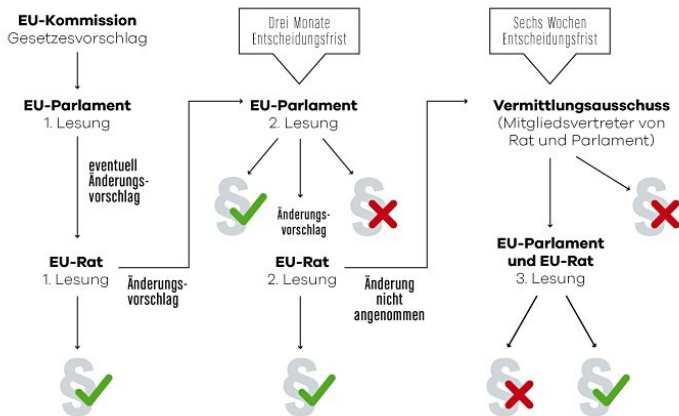 EU-Kommission
Gesetzesvorschlag
EU-Parlament
1. Lesung
eventuell
Änderungs-
vorschlag
EU-Rat
1. Lesung
Änderungs-
vorschlag
§
Drei Monate
Entscheidungsfrist
EU-Parlament
2. Lesung
§
§
Änderungs-
vorschlag
EU-Rat
2. Lesung
Änderung
nicht
angenommen
§
Sechs Wochen
Entscheidungsfrist
Vermittlungsausschuss
(Mitgliedsvertreter von
Rat und Parlament)
§
EU-Parlament
und EU-Rat
3. Lesung
§
§